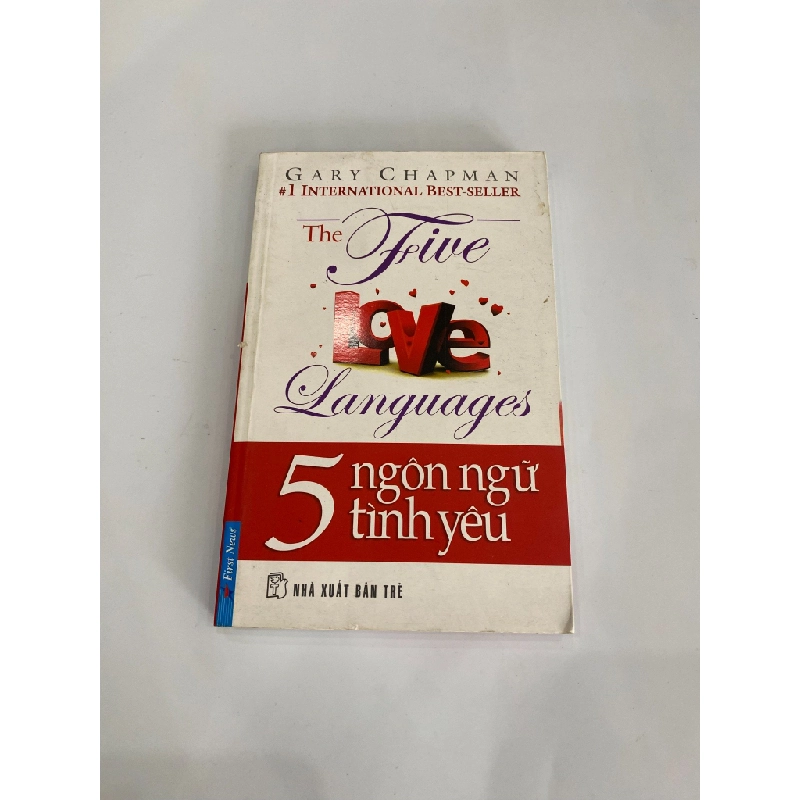 GARY CHAPMAN
#1 INTERNATIONAL BEST-SELLER
The Five
LOVE
Languages
5 ngôn ngữ
tình yêu
First News
NHÀ XUẤT BẢN TRẺ